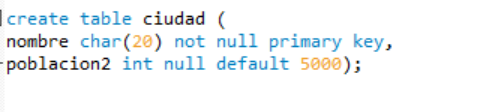 create table ciudad (
nombre char(20) not null primary key,
poblacion2 int null default 5000);